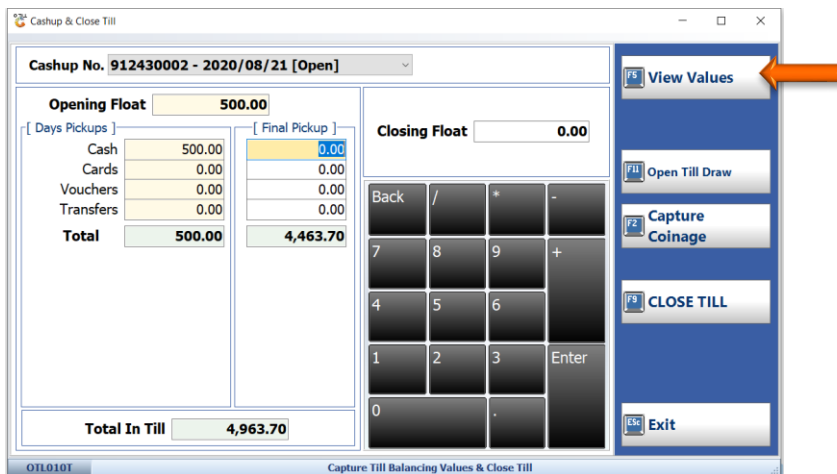 Cashup & Close Till
Cashup No. 912430002 - 2020/08/21 [Open]
Opening Float 500.00
[ Days Pickups ] [ Final Pickup ]
Cash 500.00 0.00
Cards 0.00 0.00
Vouchers 0.00 0.00
Transfers 0.00 0.00
Total 500.00 4,463.70
Total In Till 4,963.70
Closing Float 0.00
Back / * -
7 8 9 +
4 5 6
1 2 3 Enter
0 .
F5 View Values
F11 Open Till Draw
F2 Capture
Coinage
F9 CLOSE TILL
ESc Exit
OTL010T Capture Till Balancing Values & Close Till